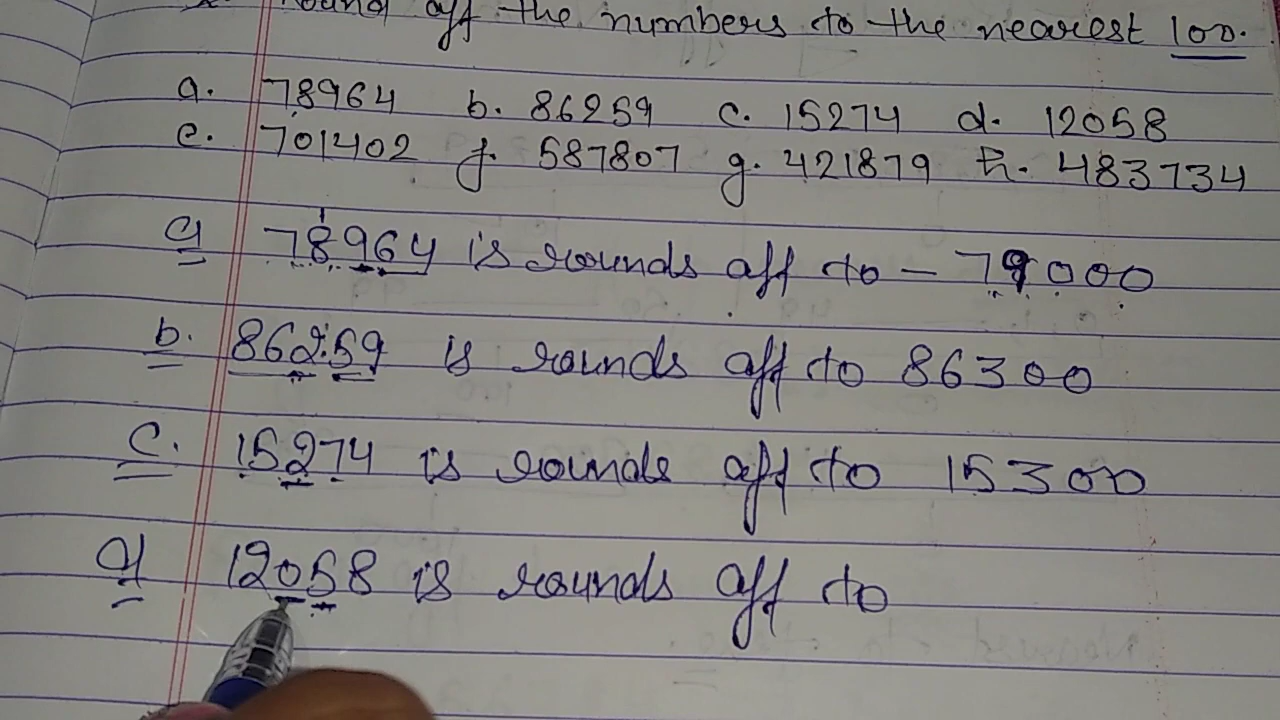 round off the numbers to the nearest 100.
a. 78964 b. 86259 c. 15274 d. 12058
e. 701402 f. 587807 g. 421879 h. 483734
a 78964 is rounds off to - 79000
b. 86259 is rounds off to 86300
c. 15274 is rounds off to 15300
d 12058 is rounds off to